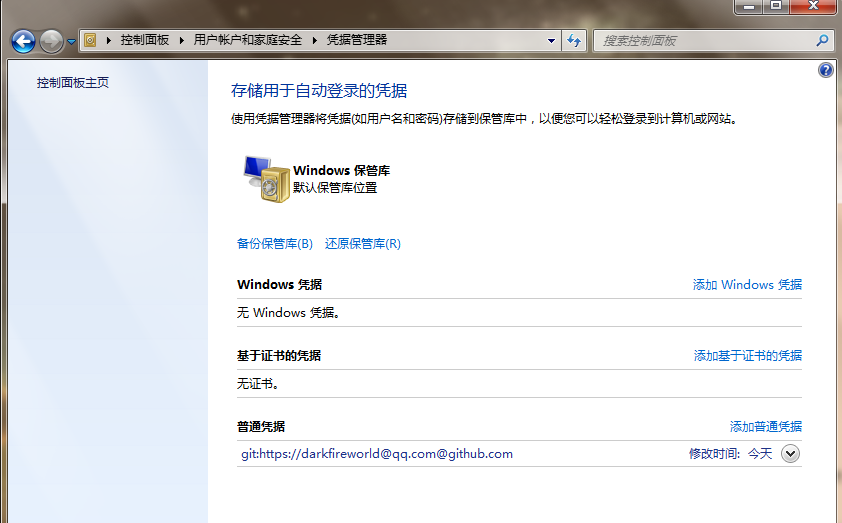 控制面板 用户帐户和家庭安全 凭据管理器
搜索控制面板
控制面板主页
存储用于自动登录的凭据
使用凭据管理器将凭据(如用户名和密码)存储到保管库中，以便您可以轻松登录到计算机或网站。
Windows 保管库
默认保管库位置
备份保管库(B) 还原保管库(R)
Windows 凭据 添加 Windows 凭据
无 Windows 凭据。
基于证书的凭据 添加基于证书的凭据
无证书。
普通凭据 添加普通凭据
git:https://darkfireworld@qq.com@github.com 修改时间: 今天